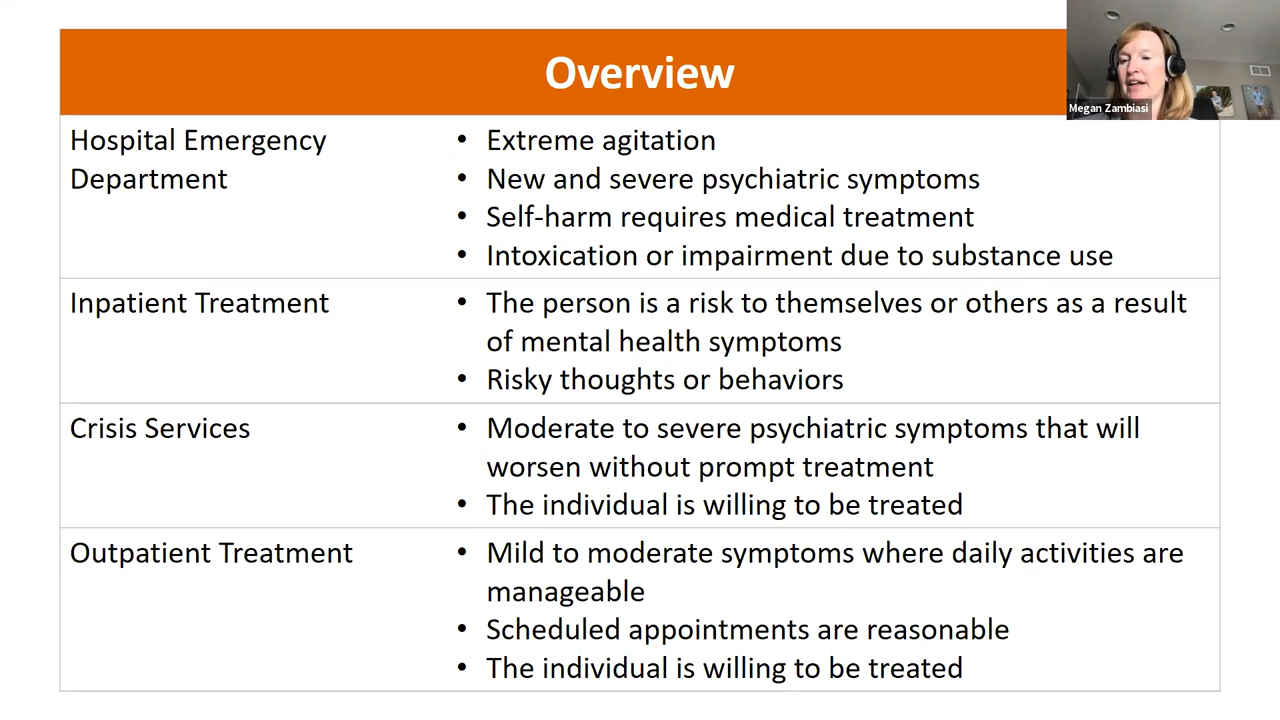 Overview
Megan Zambiasi
Hospital Emergency
Department
• Extreme agitation
• New and severe psychiatric symptoms
• Self-harm requires medical treatment
• Intoxication or impairment due to substance use
Inpatient Treatment
• The person is a risk to themselves or others as a result
of mental health symptoms
• Risky thoughts or behaviors
Crisis Services
• Moderate to severe psychiatric symptoms that will
worsen without prompt treatment
• The individual is willing to be treated
Outpatient Treatment
• Mild to moderate symptoms where daily activities are
manageable
• Scheduled appointments are reasonable
• The individual is willing to be treated